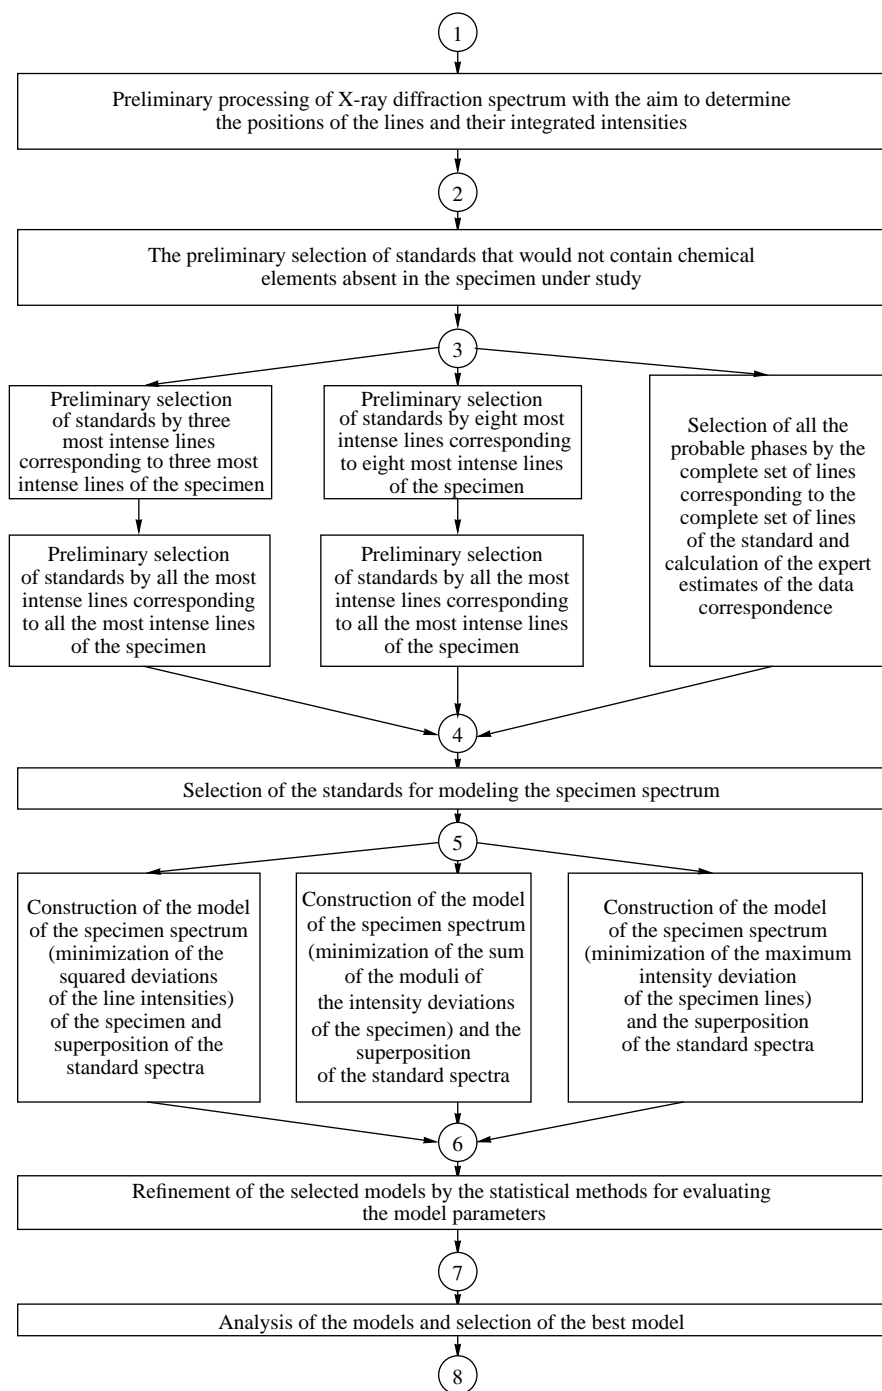 1
Preliminary processing of X-ray diffraction spectrum with the aim to determine
the positions of the lines and their integrated intensities
2
The preliminary selection of standards that would not contain chemical
elements absent in the specimen under study
3
Preliminary selection
of standards by three
most intense lines
corresponding to three most
intense lines of the specimen
Preliminary selection
of standards by all the most
intense lines corresponding
to all the most intense lines
of the specimen
Preliminary selection
of standards by eight most
intense lines corresponding
to eight most intense lines
of the specimen
Preliminary selection
of standards by all the most
intense lines corresponding
to all the most intense lines
of the specimen
Selection of all the
probable phases by the
complete set of lines
corresponding to the
complete set of lines
of the standard and
calculation of the expert
estimates of the data
correspondence
4
Selection of the standards for modeling the specimen spectrum
5
Construction of the model
of the specimen spectrum
(minimization of the
squared deviations
of the line intensities)
of the specimen and
superposition of the
standard spectra
Construction of the model
of the specimen spectrum
(minimization of the sum
of the moduli of
the intensity deviations
of the specimen) and the
superposition
of the standard spectra
Construction of the model
of the specimen spectrum
(minimization of the maximum
intensity deviation
of the specimen lines)
and the superposition
of the standard spectra
6
Refinement of the selected models by the statistical methods for evaluating
the model parameters
7
Analysis of the models and selection of the best model
8